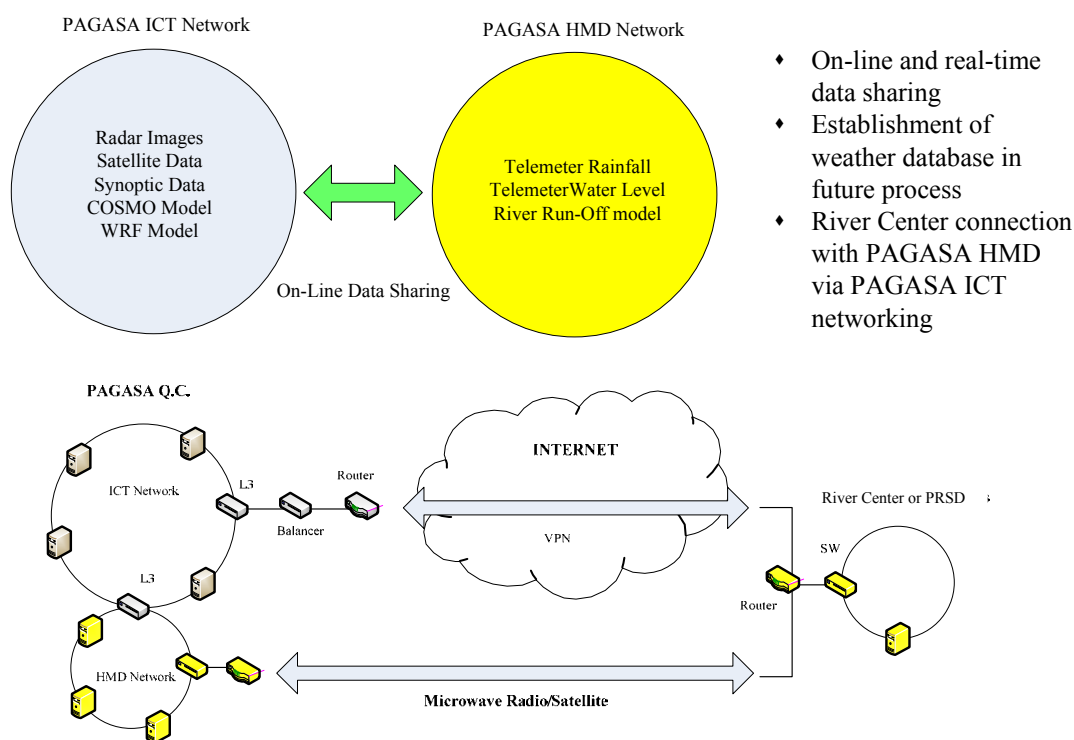 PAGASA ICT Network
PAGASA HMD Network
Radar Images
Satellite Data
Synoptic Data
COSMO Model
WRF Model
Telemeter Rainfall
TelemeterWater Level
River Run-Off model
On-Line Data Sharing
♦ On-line and real-time
data sharing
♦ Establishment of
weather database in
future process
♦ River Center connection
with PAGASA HMD
via PAGASA ICT
networking
PAGASA Q.C.
ICT Network
L3
Balancer
Router
INTERNET
VPN
River Center or PRSD s
SW
Router
L3
HMD Network
Microwave Radio/Satellite